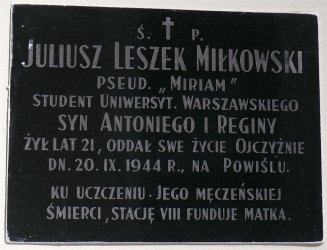 Ś. P.
JULIUSZ LESZEK MIŁKOWSKI
PSEUD. „MIRIAM"
STUDENT UNIWERSYT. WARSZAWSKIEGO
SYN ANTONIEGO I REGINY
ŻYŁ LAT 21, ODDAŁ SWE ŻYCIE OJCZYŹNIE
DN. 20. IX. 1944 R., NA POWIŚLU.
KU UCZCZENIU JEGO MĘCZEŃSKIEJ
ŚMIERCI, STACJĘ VIII FUNDUJE MATKA.